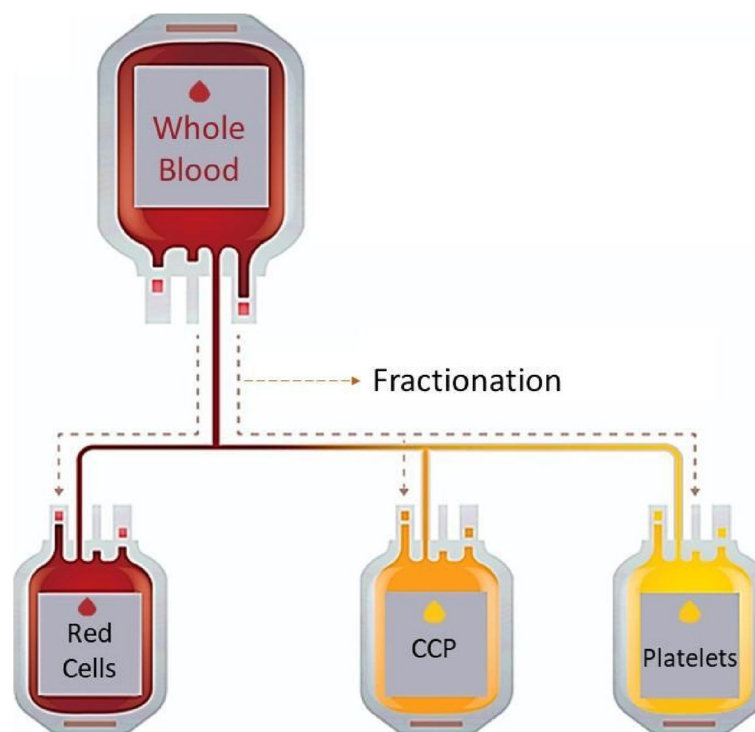 Whole
Blood
Fractionation
Red
Cells
CCP
Platelets